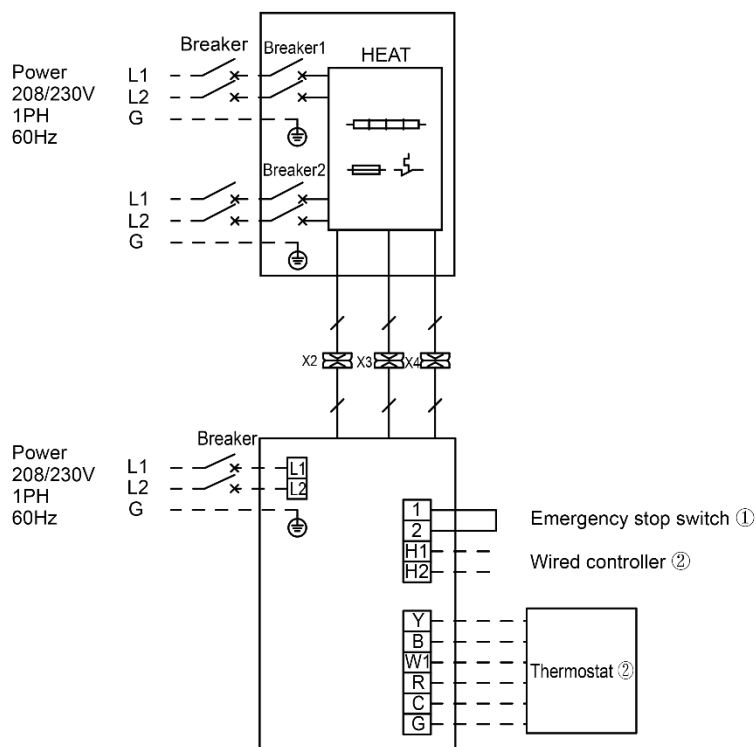 Breaker
Breaker1
HEAT
Power
208/230V
1PH
60Hz
L1
L2
G
Breaker2
L1
L2
G
X2
X3
X4
Power
208/230V
1PH
60Hz
Breaker
L1
L2
G
L1
L2
1
2
H1
H2
Emergency stop switch ①
Wired controller ②
Y
B
W1
R
C
G
Thermostat ②